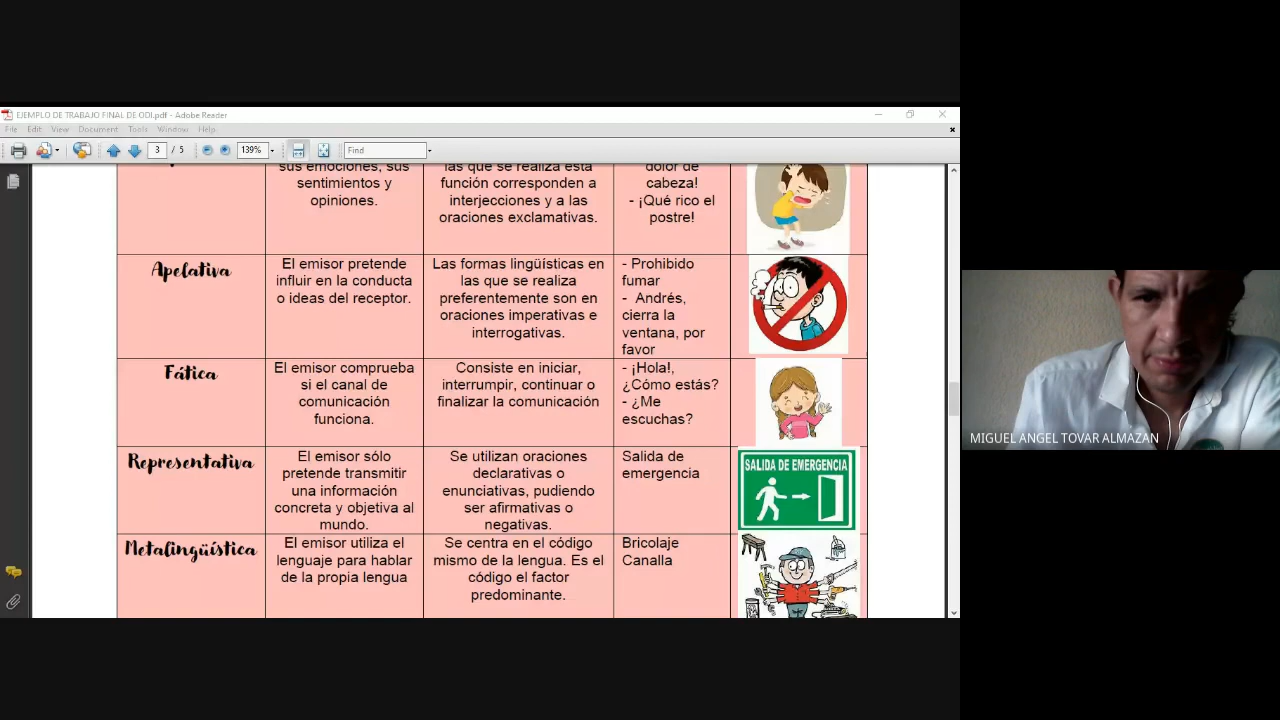 EJEMPLO DE TRABAJO FINAL DE ODI.pdf - Adobe Reader
File Edit View Document Tools Window Help
3 / 5 139% Find
sus emociones, sus
sentimientos y
opiniones.
las que se realiza esta
función corresponden a
interjecciones y a las
oraciones exclamativas.
dolor de
cabeza!
- ¡Qué rico el
postre!
Apelativa
El emisor pretende
influir en la conducta
o ideas del receptor.
Las formas lingüísticas en
las que se realiza
preferentemente son en
oraciones imperativas e
interrogativas.
- Prohibido
fumar
- Andrés,
cierra la
ventana, por
favor
Fática
El emisor comprueba
si el canal de
comunicación
funciona.
Consiste en iniciar,
interrumpir, continuar o
finalizar la comunicación
- ¡Hola!,
¿Cómo estás?
- ¿Me
escuchas?
Representativa
El emisor sólo
pretende transmitir
una información
concreta y objetiva al
mundo.
Se utilizan oraciones
declarativas o
enunciativas, pudiendo
ser afirmativas o
negativas.
Salida de
emergencia
SALIDA DE EMERGENCIA
Metalingüística
El emisor utiliza el
lenguaje para hablar
de la propia lengua
Se centra en el código
mismo de la lengua. Es el
código el factor
predominante.
Bricolaje
Canalla
MIGUEL ANGEL TOVAR ALMAZAN